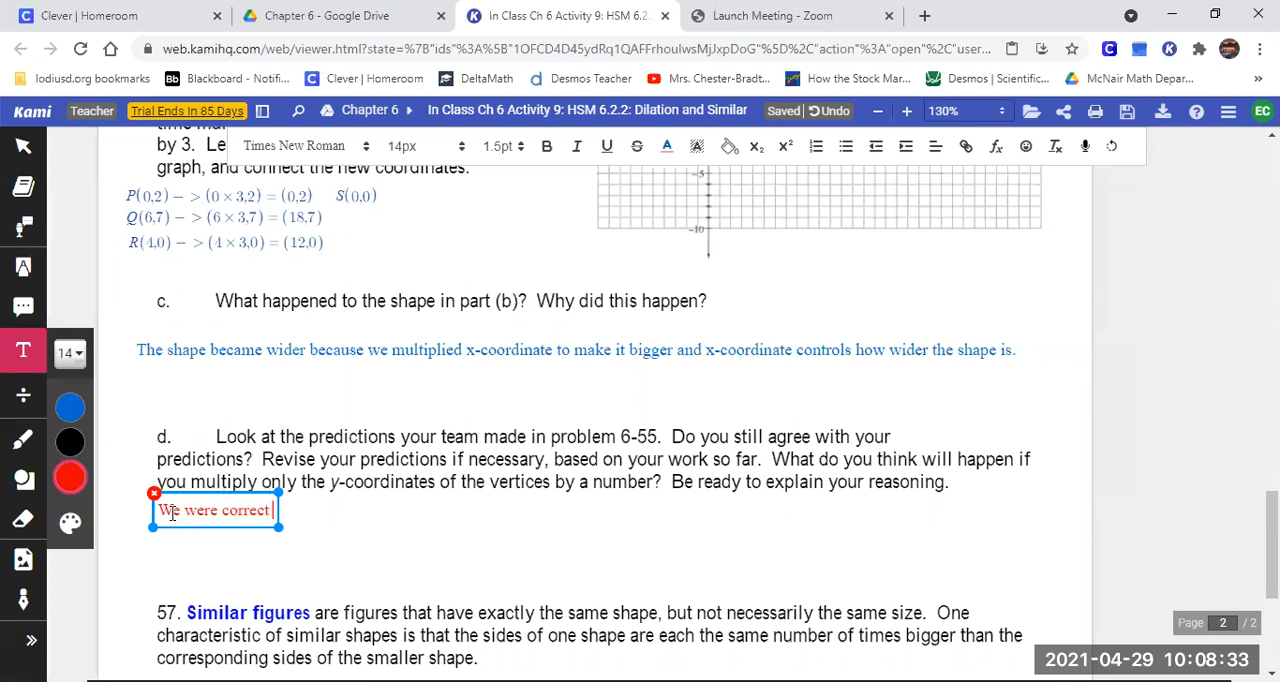 Clever | Homeroom
Chapter 6 - Google Drive
In Class Ch 6 Activity 9: HSM 6.2.
Launch Meeting - Zoom
web.kamihq.com/web/viewer.html?state=%7B"ids"%3A%5B"1OFCD4D45ydRq1QAFFrhoulwsMjJxpDoG"%5D%2C"action"%3A"open"%2C"user...
lodiusd.org bookmarks
Blackboard - Notifi...
Clever | Homeroom
DeltaMath
Desmos Teacher
Mrs. Chester-Bradt...
How the Stock Mar...
Desmos | Scientific...
McNair Math Depar...
»
Kami
Teacher
Trial Ends In 85 Days
Chapter 6
In Class Ch 6 Activity 9: HSM 6.2.2: Dilation and Similar
Saved
Undo
130%
EC
Times New Roman
14px
1.5pt
B I U S A
by 3. Le
graph, and connect the new coordinates.
P(0,2) − > (0 × 3,2) = (0,2) S(0,0)
Q(6,7) − > (6 × 3,7) = (18,7)
R(4,0) − > (4 × 3,0) = (12,0)
−5
−10
c. What happened to the shape in part (b)? Why did this happen?
14
The shape became wider because we multiplied x-coordinate to make it bigger and x-coordinate controls how wider the shape is.
d. Look at the predictions your team made in problem 6-55. Do you still agree with your
predictions? Revise your predictions if necessary, based on your work so far. What do you think will happen if
you multiply only the y-coordinates of the vertices by a number? Be ready to explain your reasoning.
We were correct
57. Similar figures are figures that have exactly the same shape, but not necessarily the same size. One
characteristic of similar shapes is that the sides of one shape are each the same number of times bigger than the
corresponding sides of the smaller shape.
Page 2 / 2
2021-04-29 10:08:33